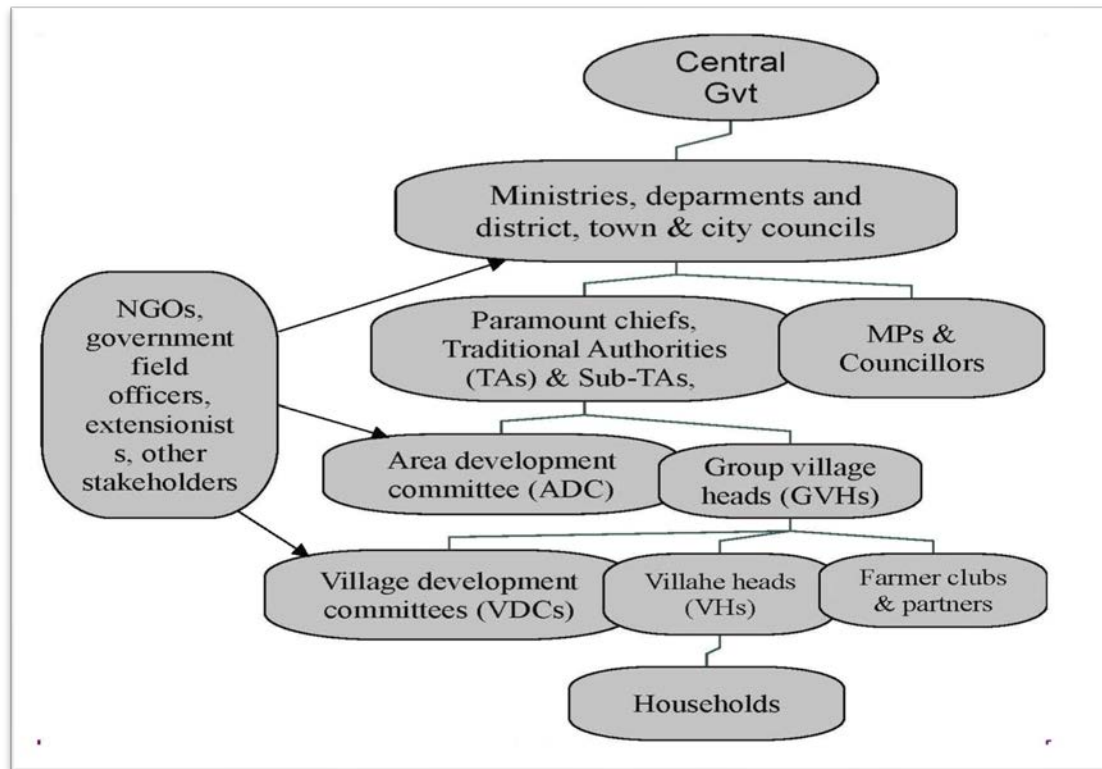 Central
Gvt
Ministries, deparments and
district, town & city councils
NGOs,
government
field
officers,
extensionist
s, other
stakeholders
Paramount chiefs,
Traditional Authorities
(TAs) & Sub-TAs,
MPs &
Councillors
Area development
committee (ADC)
Group village
heads (GVHs)
Village development
committees (VDCs)
Villahe heads
(VHs)
Farmer clubs
& partners
Households